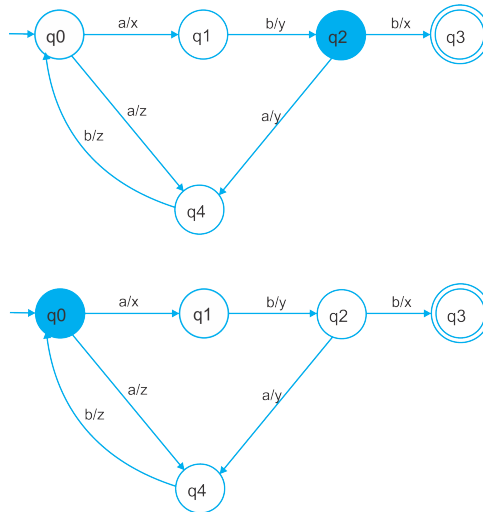 a/x b/y b/x
q0 q1 q2 q3
a/z a/y
b/z
q4
a/x b/y b/x
q0 q1 q2 q3
a/z a/y
b/z
q4